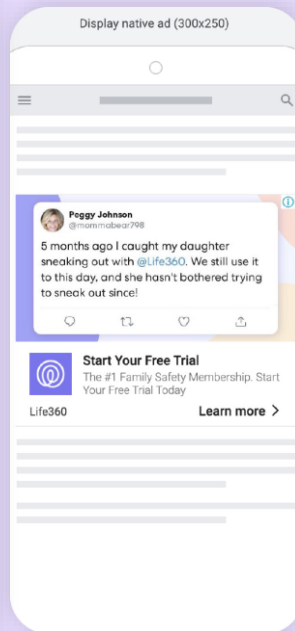 Display native ad (300x250)
Peggy Johnson
@mommabear798
5 months ago I caught my daughter
sneaking out with @Life360. We still use it
to this day, and she hasn't bothered trying
to sneak out since!
Start Your Free Trial
The #1 Family Safety Membership. Start
Your Free Trial Today
Life360
Learn more >